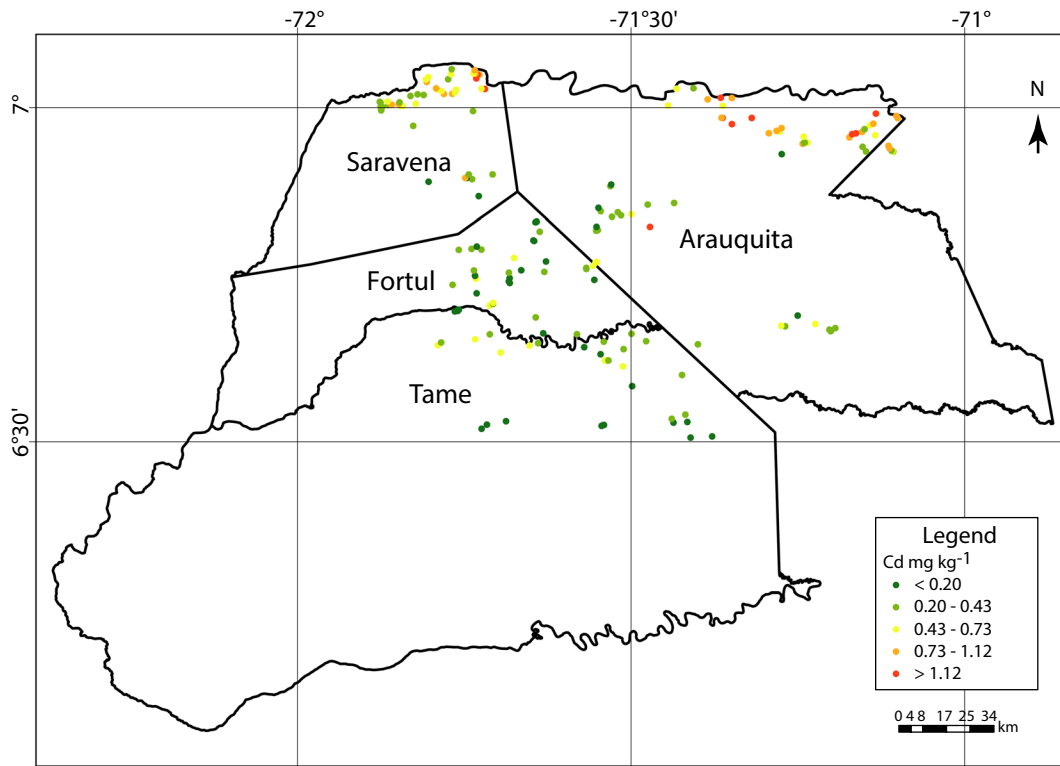 -72°
-71°30'
-71°
7°
N
Saravena
Arauquita
Fortul
Tame
6°30'
Legend
Cd mg kg-1
< 0.20
0.20 - 0.43
0.43 - 0.73
0.73 - 1.12
> 1.12
0 4 8 17 25 34
km